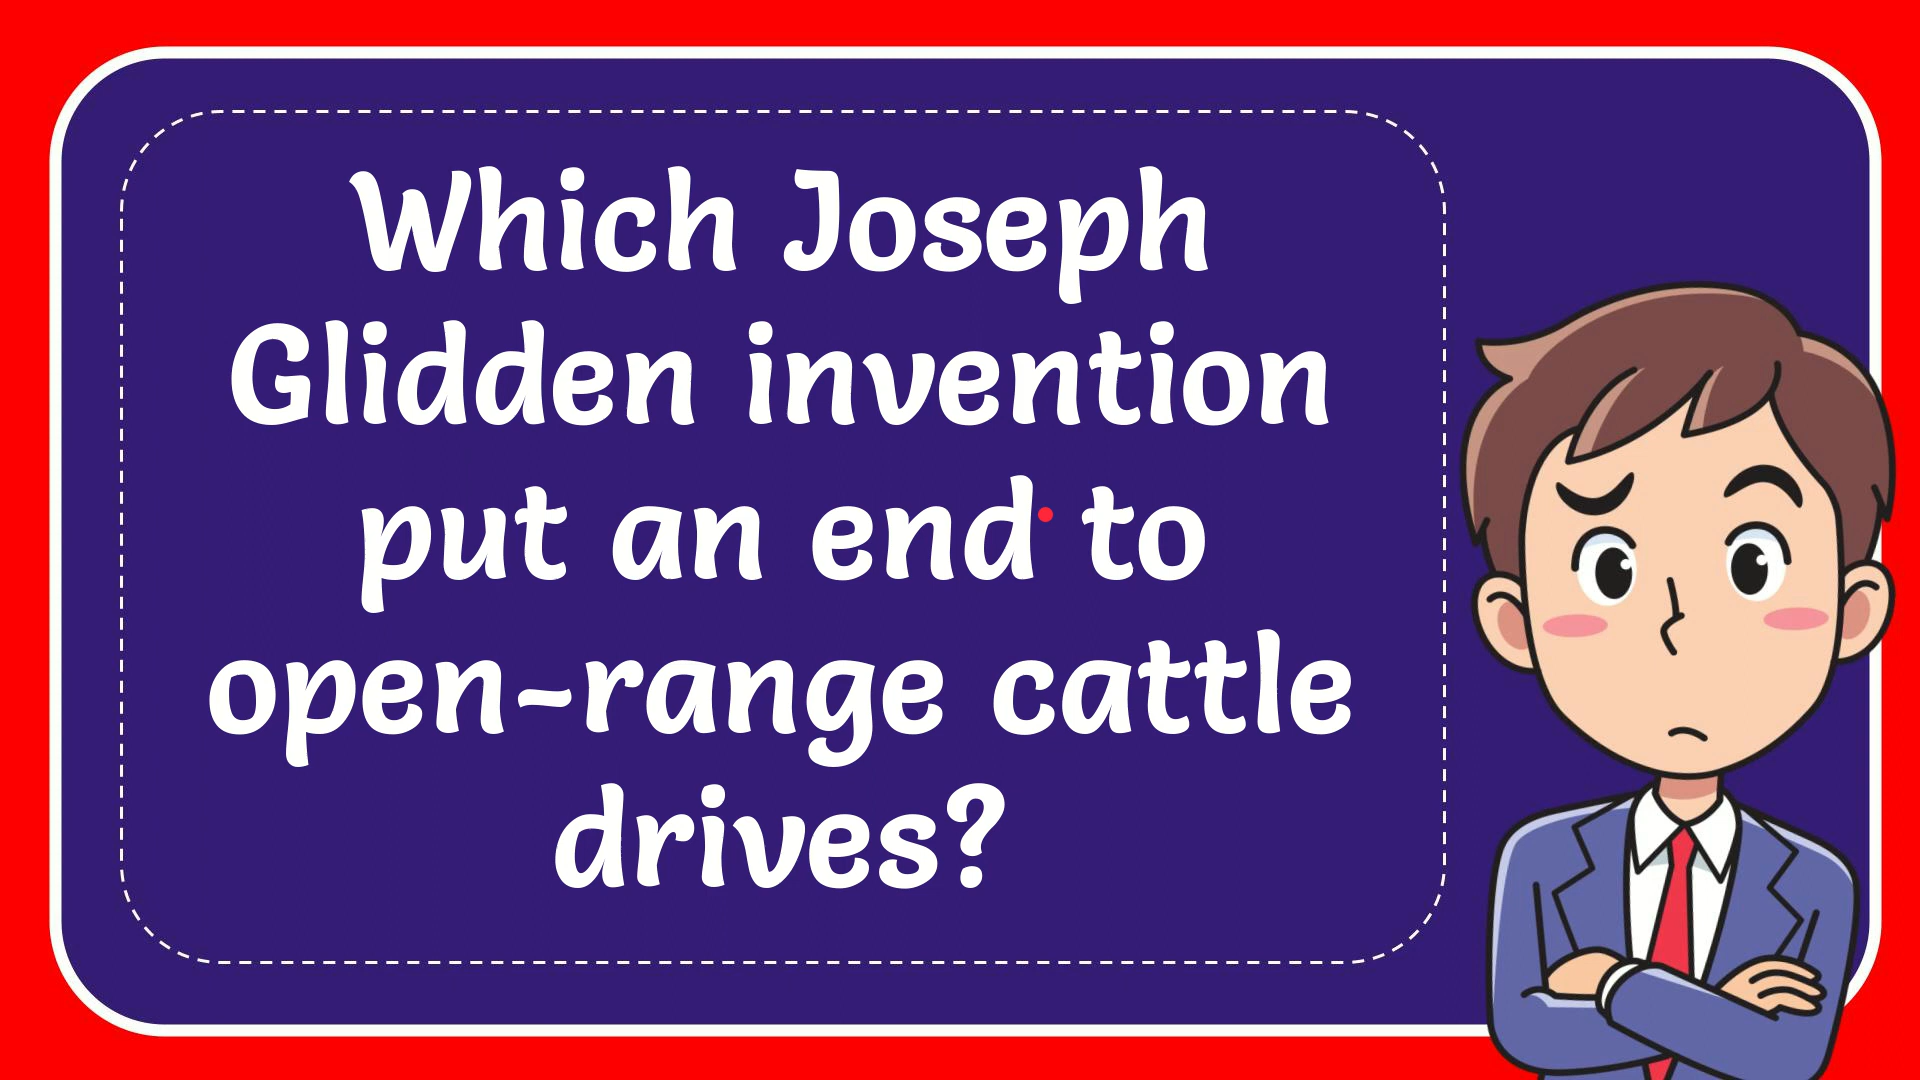 Which Joseph
Glidden invention
put an end to
open-range cattle
drives?